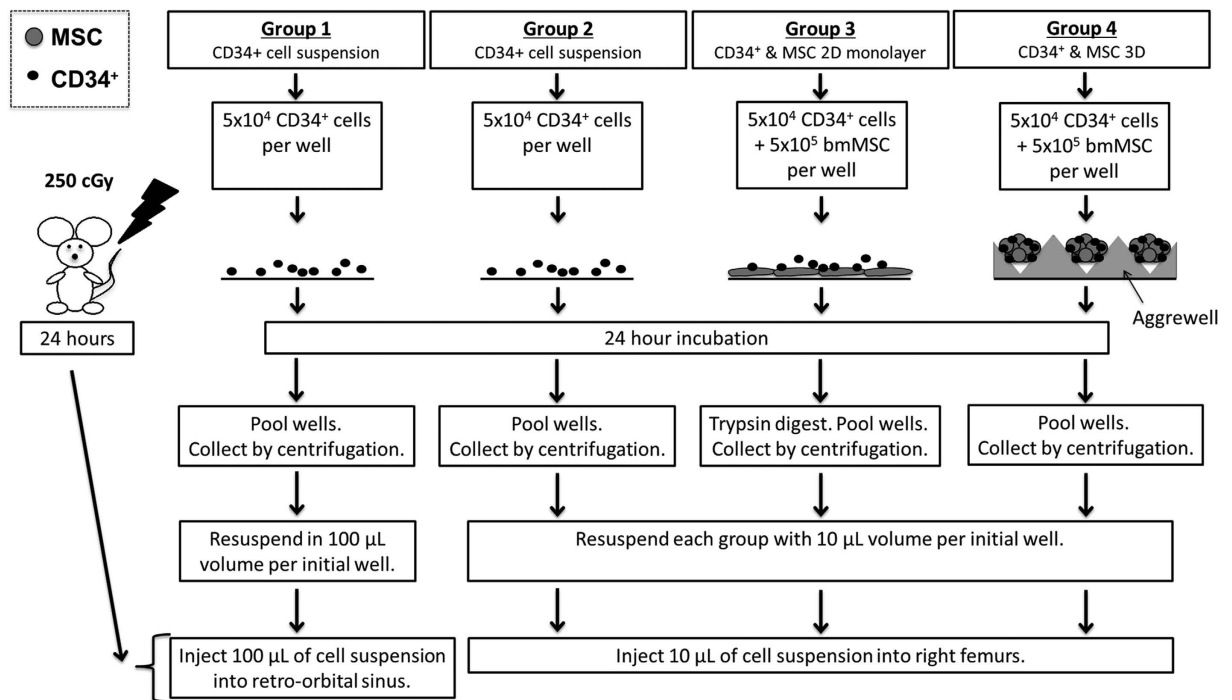 MSC
CD34⁺
Group 1
CD34+ cell suspension
Group 2
CD34+ cell suspension
Group 3
CD34⁺ & MSC 2D monolayer
Group 4
CD34⁺ & MSC 3D
5x10⁴ CD34⁺ cells
per well
5x10⁴ CD34⁺ cells
per well
5x10⁴ CD34⁺ cells
+ 5x10⁵ bmMSC
per well
5x10⁴ CD34⁺ cells
+ 5x10⁵ bmMSC
per well
250 cGy
Aggrewell
24 hours
24 hour incubation
Pool wells.
Collect by centrifugation.
Pool wells.
Collect by centrifugation.
Trypsin digest. Pool wells.
Collect by centrifugation.
Pool wells.
Collect by centrifugation.
Resuspend in 100 µL
volume per initial well.
Resuspend each group with 10 µL volume per initial well.
Inject 100 µL of cell suspension
into retro-orbital sinus.
Inject 10 µL of cell suspension into right femurs.